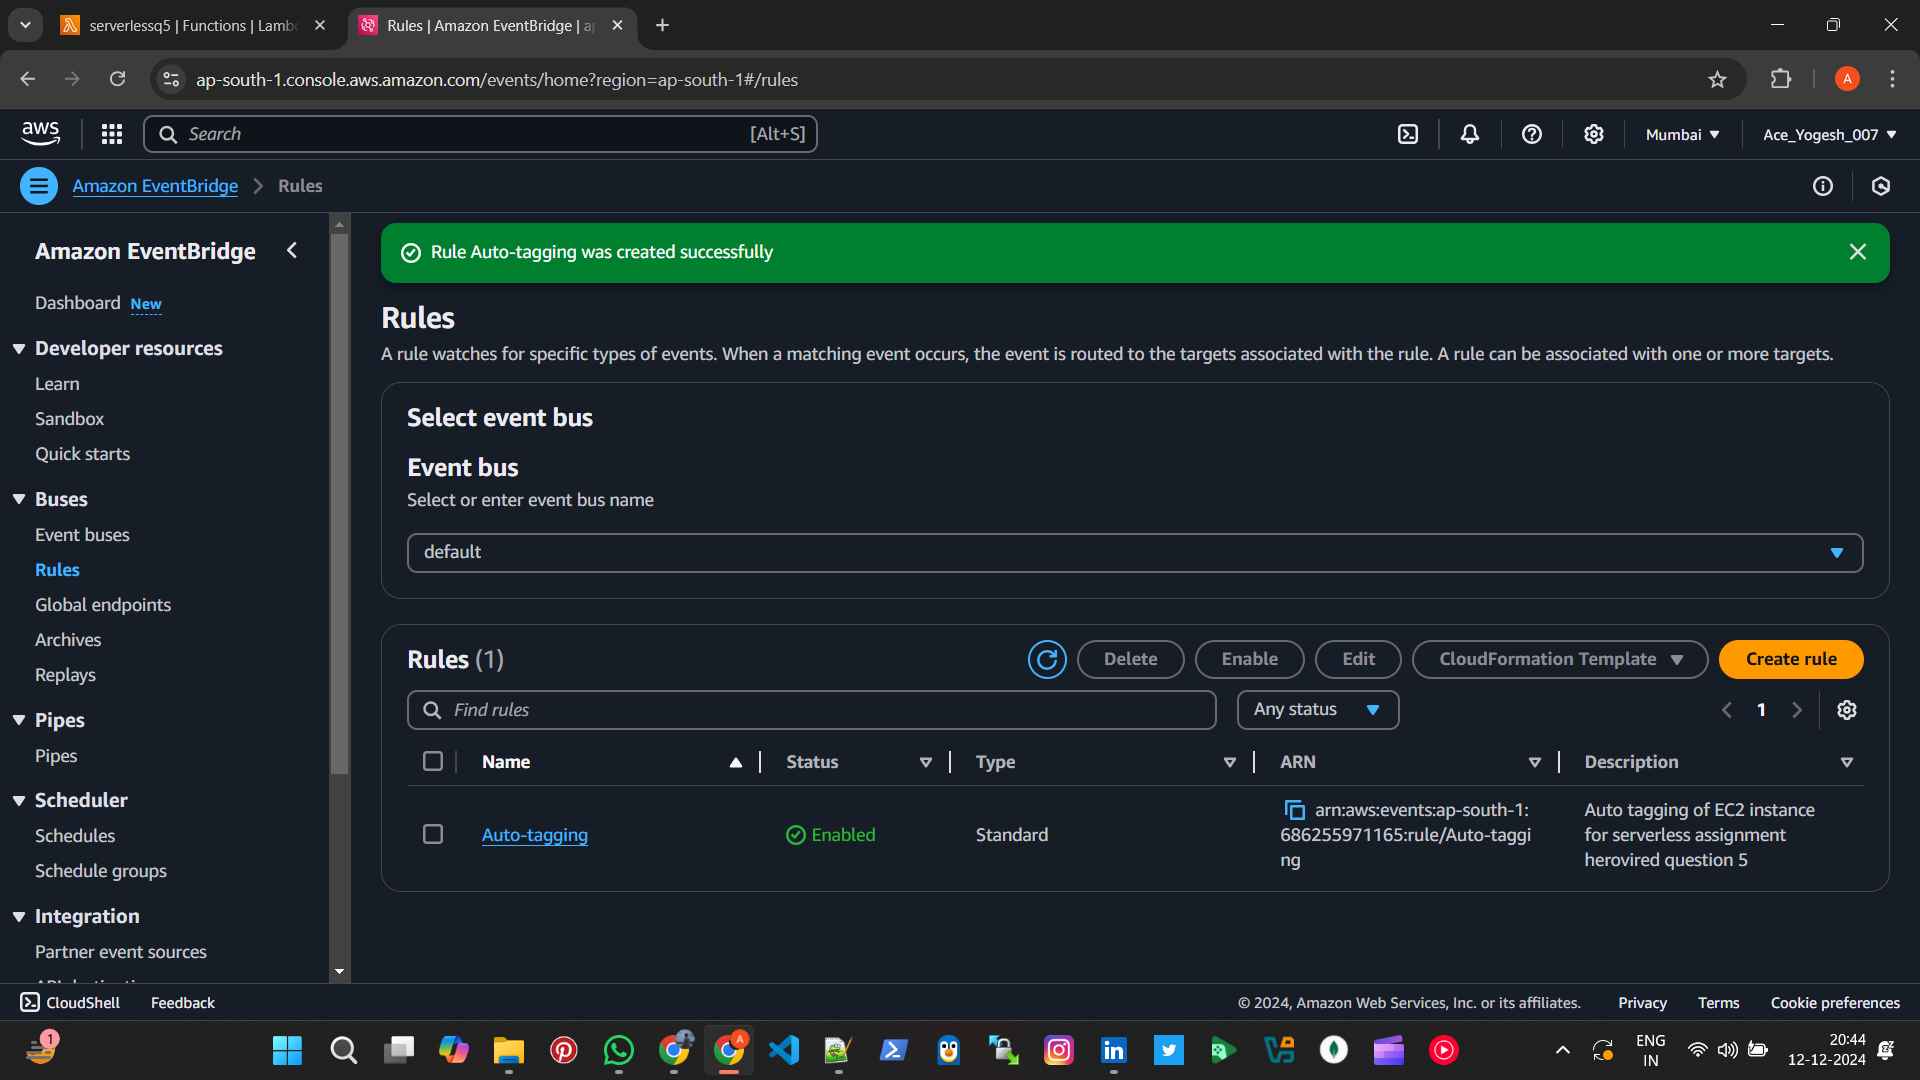 serverlessq5 | Functions | Lamb
Rules | Amazon EventBridge | ap
ap-south-1.console.aws.amazon.com/events/home?region=ap-south-1#/rules
A
aws
Search
[Alt+S]
Mumbai
Ace_Yogesh_007
Amazon EventBridge
Rules
Amazon EventBridge
Dashboard New
Developer resources
Learn
Sandbox
Quick starts
Buses
Event buses
Rules
Global endpoints
Archives
Replays
Pipes
Pipes
Scheduler
Schedules
Schedule groups
Integration
Partner event sources
Rule Auto-tagging was created successfully
Rules
A rule watches for specific types of events. When a matching event occurs, the event is routed to the targets associated with the rule. A rule can be associated with one or more targets.
Select event bus
Event bus
Select or enter event bus name
default
Rules (1)
Delete
Enable
Edit
CloudFormation Template
Create rule
Find rules
Any status
1
Name
Status
Type
ARN
Description
Auto-tagging
Enabled
Standard
arn:aws:events:ap-south-1:
686255971165:rule/Auto-taggi
ng
Auto tagging of EC2 instance
for serverless assignment
herovired question 5
CloudShell
Feedback
© 2024, Amazon Web Services, Inc. or its affiliates.
Privacy
Terms
Cookie preferences
1
A
in
ENG
IN
20:44
12-12-2024